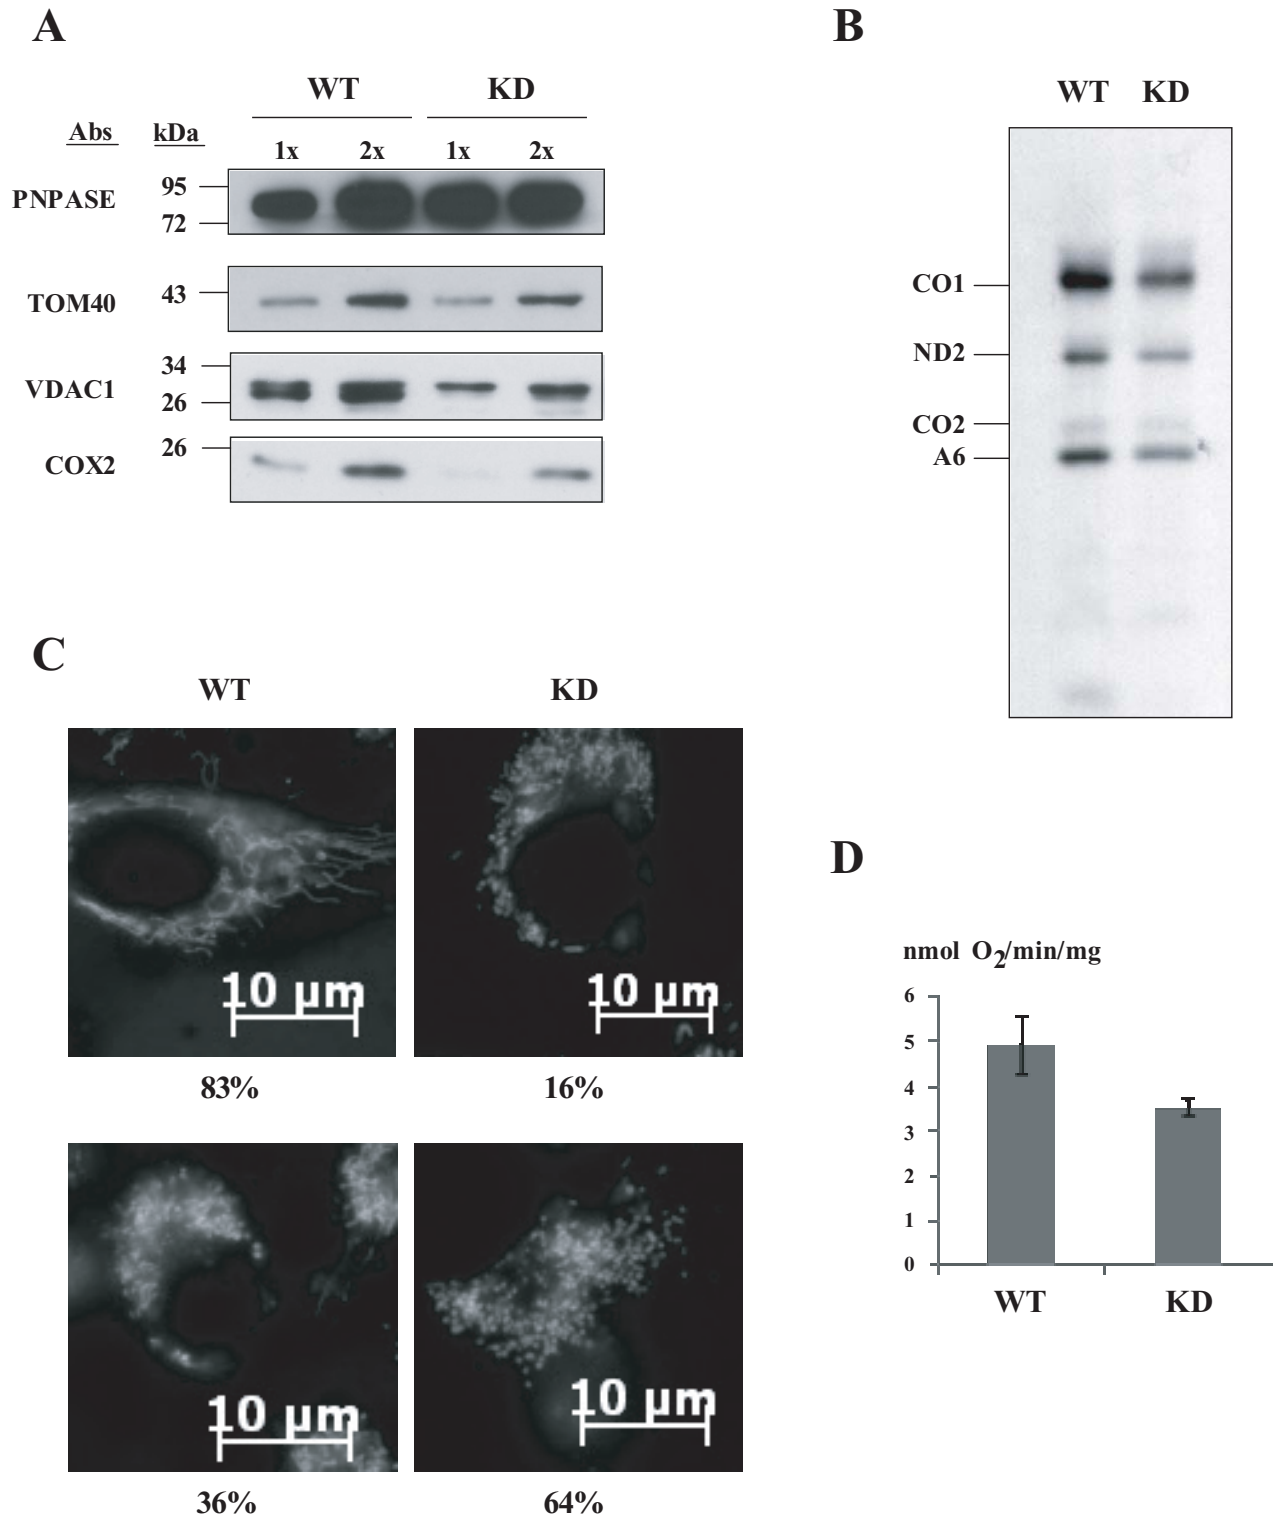 A
WT KD
Abs kDa
1x 2x 1x 2x
PNPASE 95
72
TOM40 43
VDAC1 34
26
COX2 26
B
WT KD
CO1
ND2
CO2
A6
C
WT KD
10 µm 10 µm
83% 16%
10 µm 10 µm
36% 64%
D
nmol O2/min/mg
6
5
4
3
2
1
0
WT KD